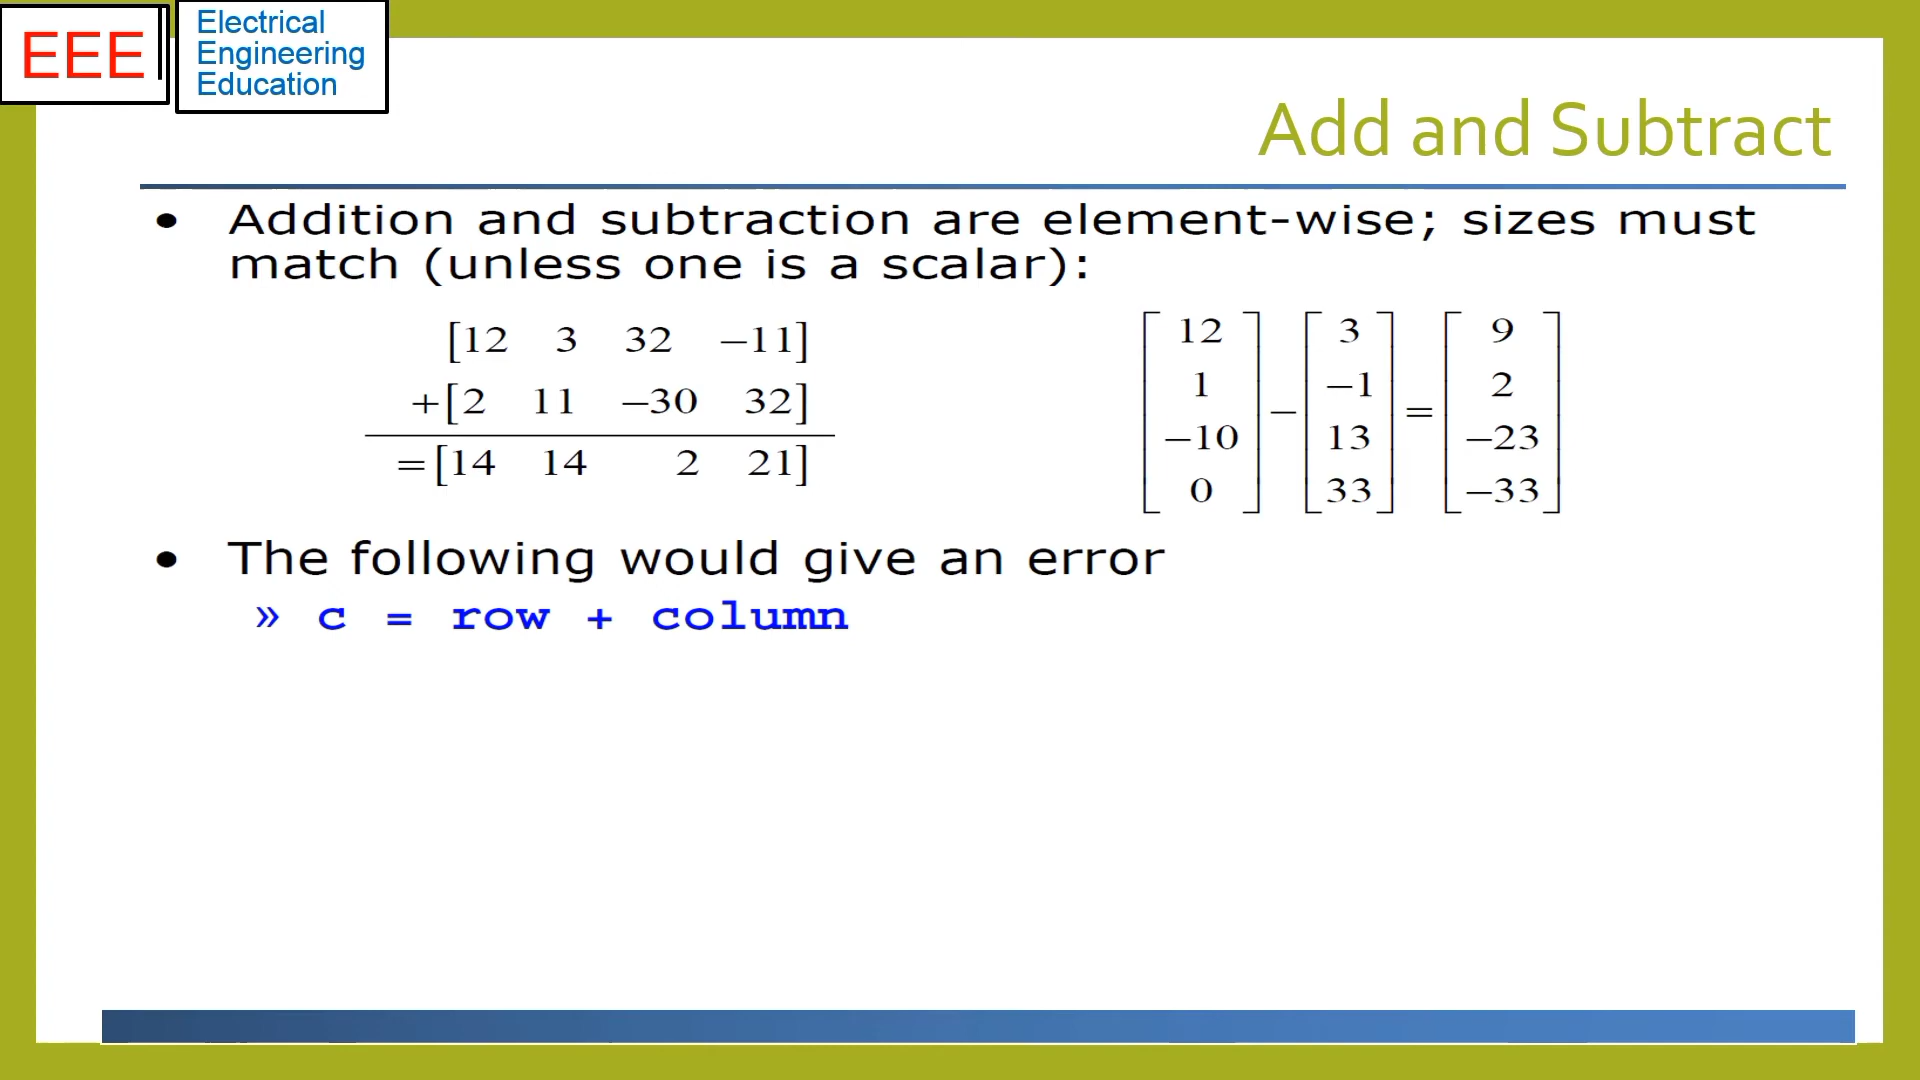 EEE
Electrical
Engineering
Education
Add and Subtract
• Addition and subtraction are element-wise; sizes must
match (unless one is a scalar):
[12 3 32 −11]
+[2 11 −30 32]
=[14 14 2 21]
[12 1 −10 0] − [3 −1 13 33] = [9 2 −23 −33]
• The following would give an error
» c = row + column